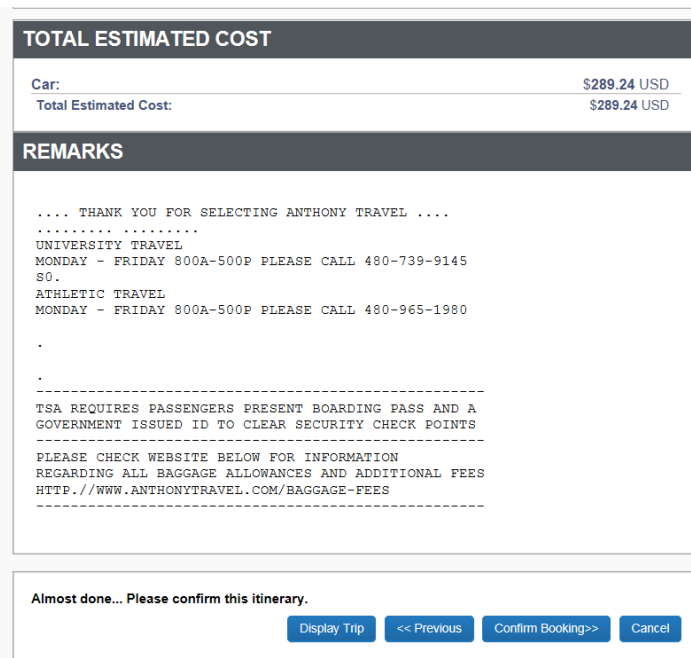 TOTAL ESTIMATED COST
Car: $289.24 USD
Total Estimated Cost: $289.24 USD
REMARKS
.... THANK YOU FOR SELECTING ANTHONY TRAVEL ....
......... .........
UNIVERSITY TRAVEL
MONDAY - FRIDAY 800A-500P PLEASE CALL 480-739-9145
S0.
ATHLETIC TRAVEL
MONDAY - FRIDAY 800A-500P PLEASE CALL 480-965-1980
.
.
----------------------------------------------------
TSA REQUIRES PASSENGERS PRESENT BOARDING PASS AND A
GOVERNMENT ISSUED ID TO CLEAR SECURITY CHECK POINTS
----------------------------------------------------
PLEASE CHECK WEBSITE BELOW FOR INFORMATION
REGARDING ALL BAGGAGE ALLOWANCES AND ADDITIONAL FEES
HTTP.//WWW.ANTHONYTRAVEL.COM/BAGGAGE-FEES
----------------------------------------------------
Almost done... Please confirm this itinerary.
Display Trip << Previous Confirm Booking>> Cancel